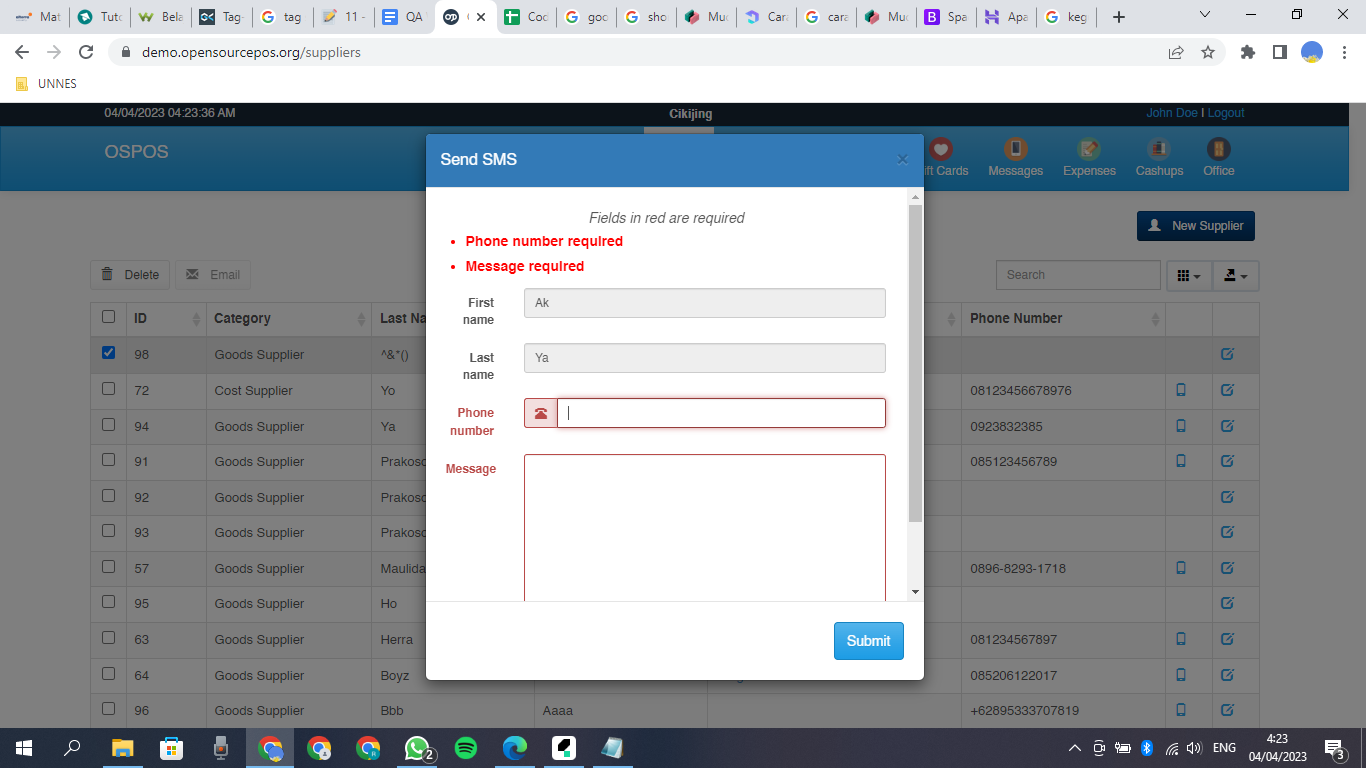 Mat
Tuto
Bela
Tag-
tag
11 -
QA
Cod
goo
sho
Muc
Cara
cara
Muc
Spa
Apa
keg
demo.opensourcepos.org/suppliers
UNNES
04/04/2023 04:23:36 AM
Cikijing
John Doe | Logout
OSPOS
ift Cards
Messages
Expenses
Cashups
Office
New Supplier
Delete
Email
Search
ID Category Last Na Phone Number
98 Goods Supplier ^&*()
72 Cost Supplier Yo 08123456678976
94 Goods Supplier Ya 0923832385
91 Goods Supplier Prakoso 085123456789
92 Goods Supplier Prakoso
93 Goods Supplier Prakoso
57 Goods Supplier Maulida 0896-8293-1718
95 Goods Supplier Ho
63 Goods Supplier Herra 081234567897
64 Goods Supplier Boyz 085206122017
96 Goods Supplier Bbb Aaaa +62895333707819
Send SMS
×
Fields in red are required
• Phone number required
• Message required
First name
Ak
Last name
Ya
Phone number
Message
Submit
2
ENG
4:23
04/04/2023
3